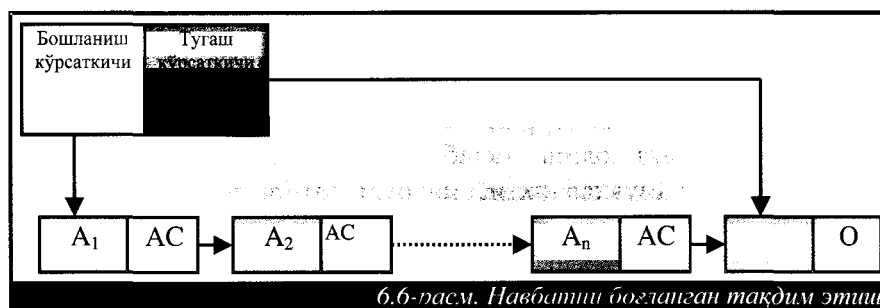 Бошланиш
кўрсаткичи
Тугаш
кўрсаткичи
A₁ AC A₂ AC Aₙ AC O
6.6-расм. Навбатни боғланган тақдим этиш